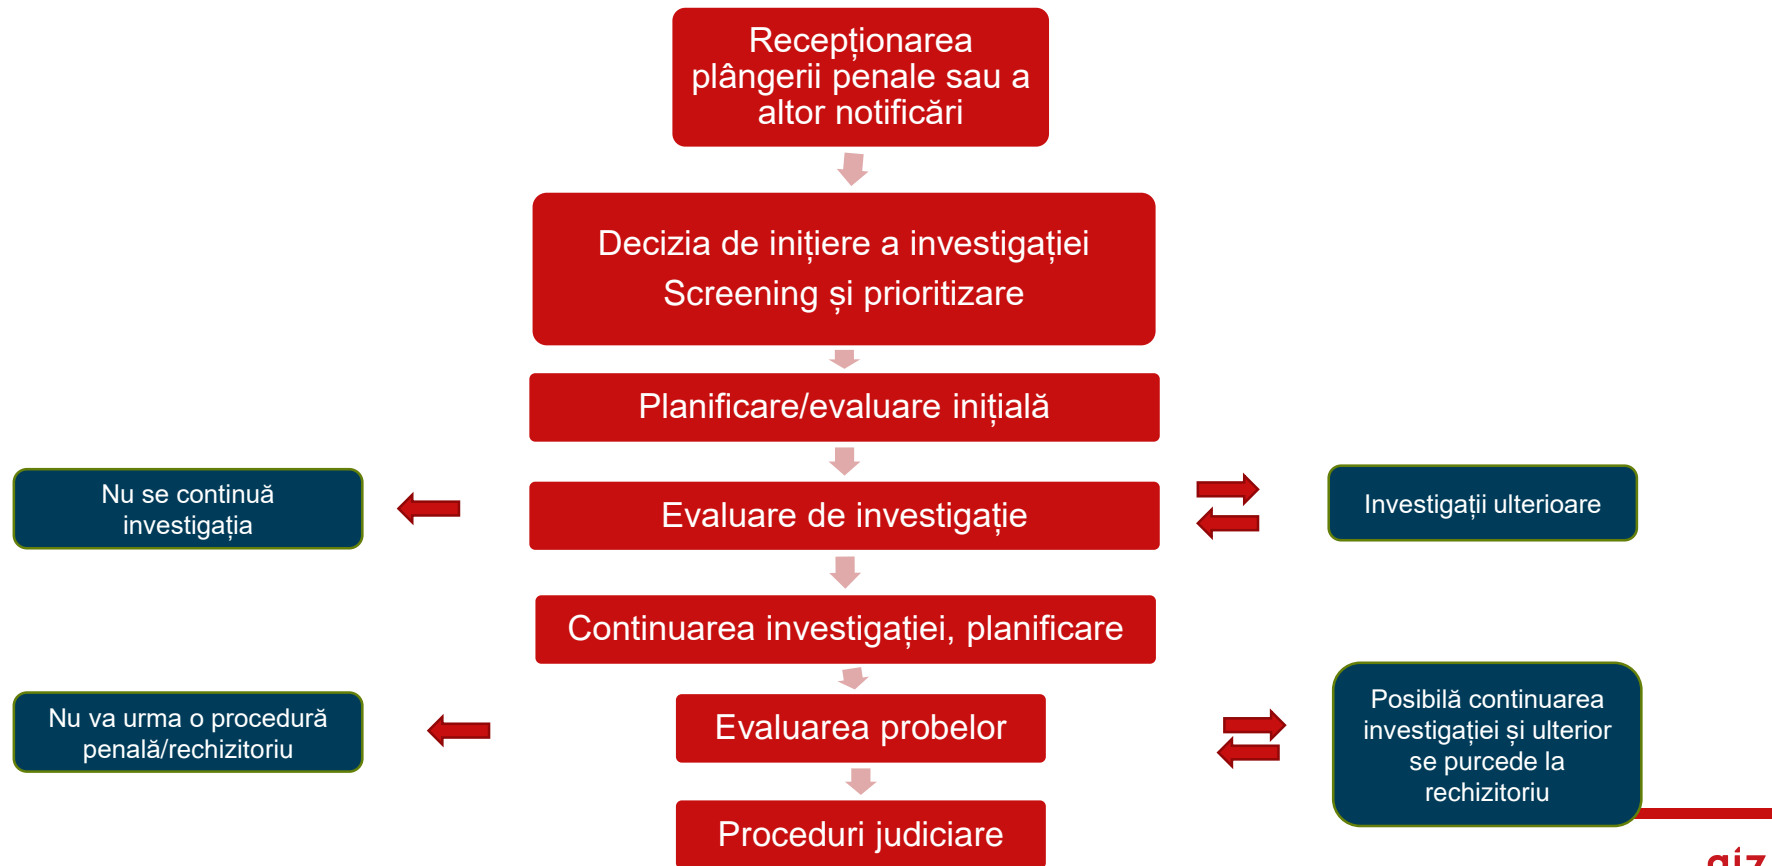 Recepționarea
plângerii penale sau a
altor notificări
Decizia de inițiere a investigației
Screening și prioritizare
Planificare/evaluare inițială
Nu se continuă
investigația
Evaluare de investigație
Investigații ulterioare
Continuarea investigației, planificare
Nu va urma o procedură
penală/rechizitoriu
Evaluarea probelor
Posibilă continuarea
investigației și ulterior
se purcede la
rechizitoriu
Proceduri judiciare
giz